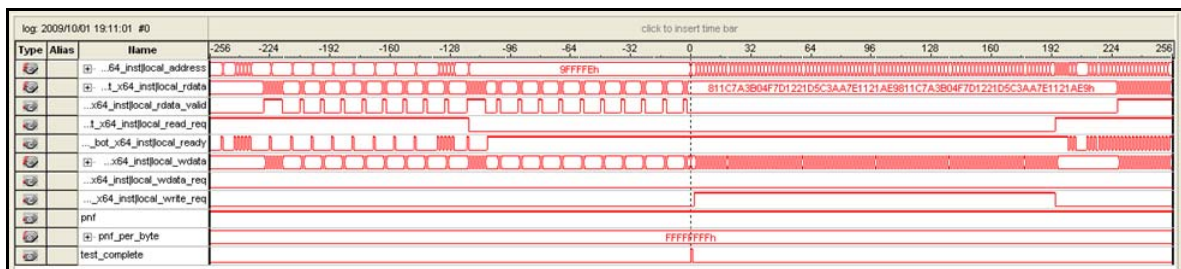 log: 2009/10/01 19:11:01 #0 click to insert time bar
Type Alias Name -256 -224 -192 -160 -128 -96 -64 -32 0 32 64 96 128 160 192 224 256
...64_inst|local_address 9FFFFEh
...t_x64_inst|local_rdata 811C7A3B04F7D1221D5C3AA7E1121AE9811C7A3B04F7D1221D5C3AA7E1121AE9h
...x64_inst|local_rdata_valid
...t_x64_inst|local_read_req
..._bot_x64_inst|local_ready
...x64_inst|local_wdata
...x64_inst|local_wdata_req
..._x64_inst|local_write_req
pnf
pnf_per_byte FFFFFFFFh
test_complete